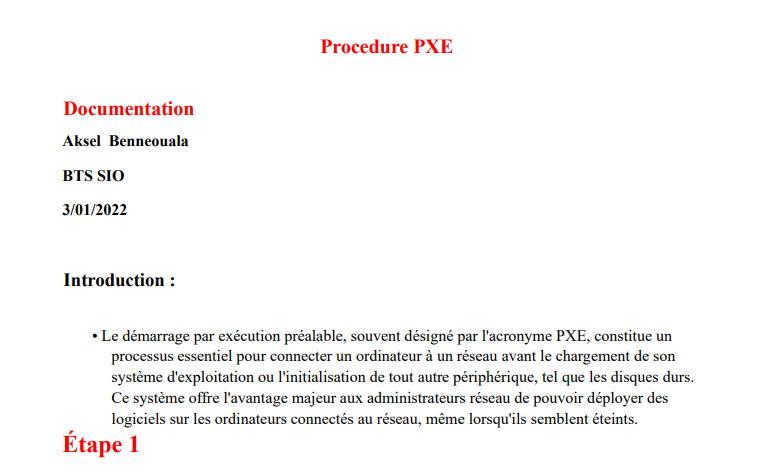 Procedure PXE
Documentation
Aksel Benneouala
BTS SIO
3/01/2022
Introduction :
• Le démarrage par exécution préalable, souvent désigné par l'acronyme PXE, constitue un
processus essentiel pour connecter un ordinateur à un réseau avant le chargement de son
système d'exploitation ou l'initialisation de tout autre périphérique, tel que les disques durs.
Ce système offre l'avantage majeur aux administrateurs réseau de pouvoir déployer des
logiciels sur les ordinateurs connectés au réseau, même lorsqu'ils semblent éteints.
Étape 1